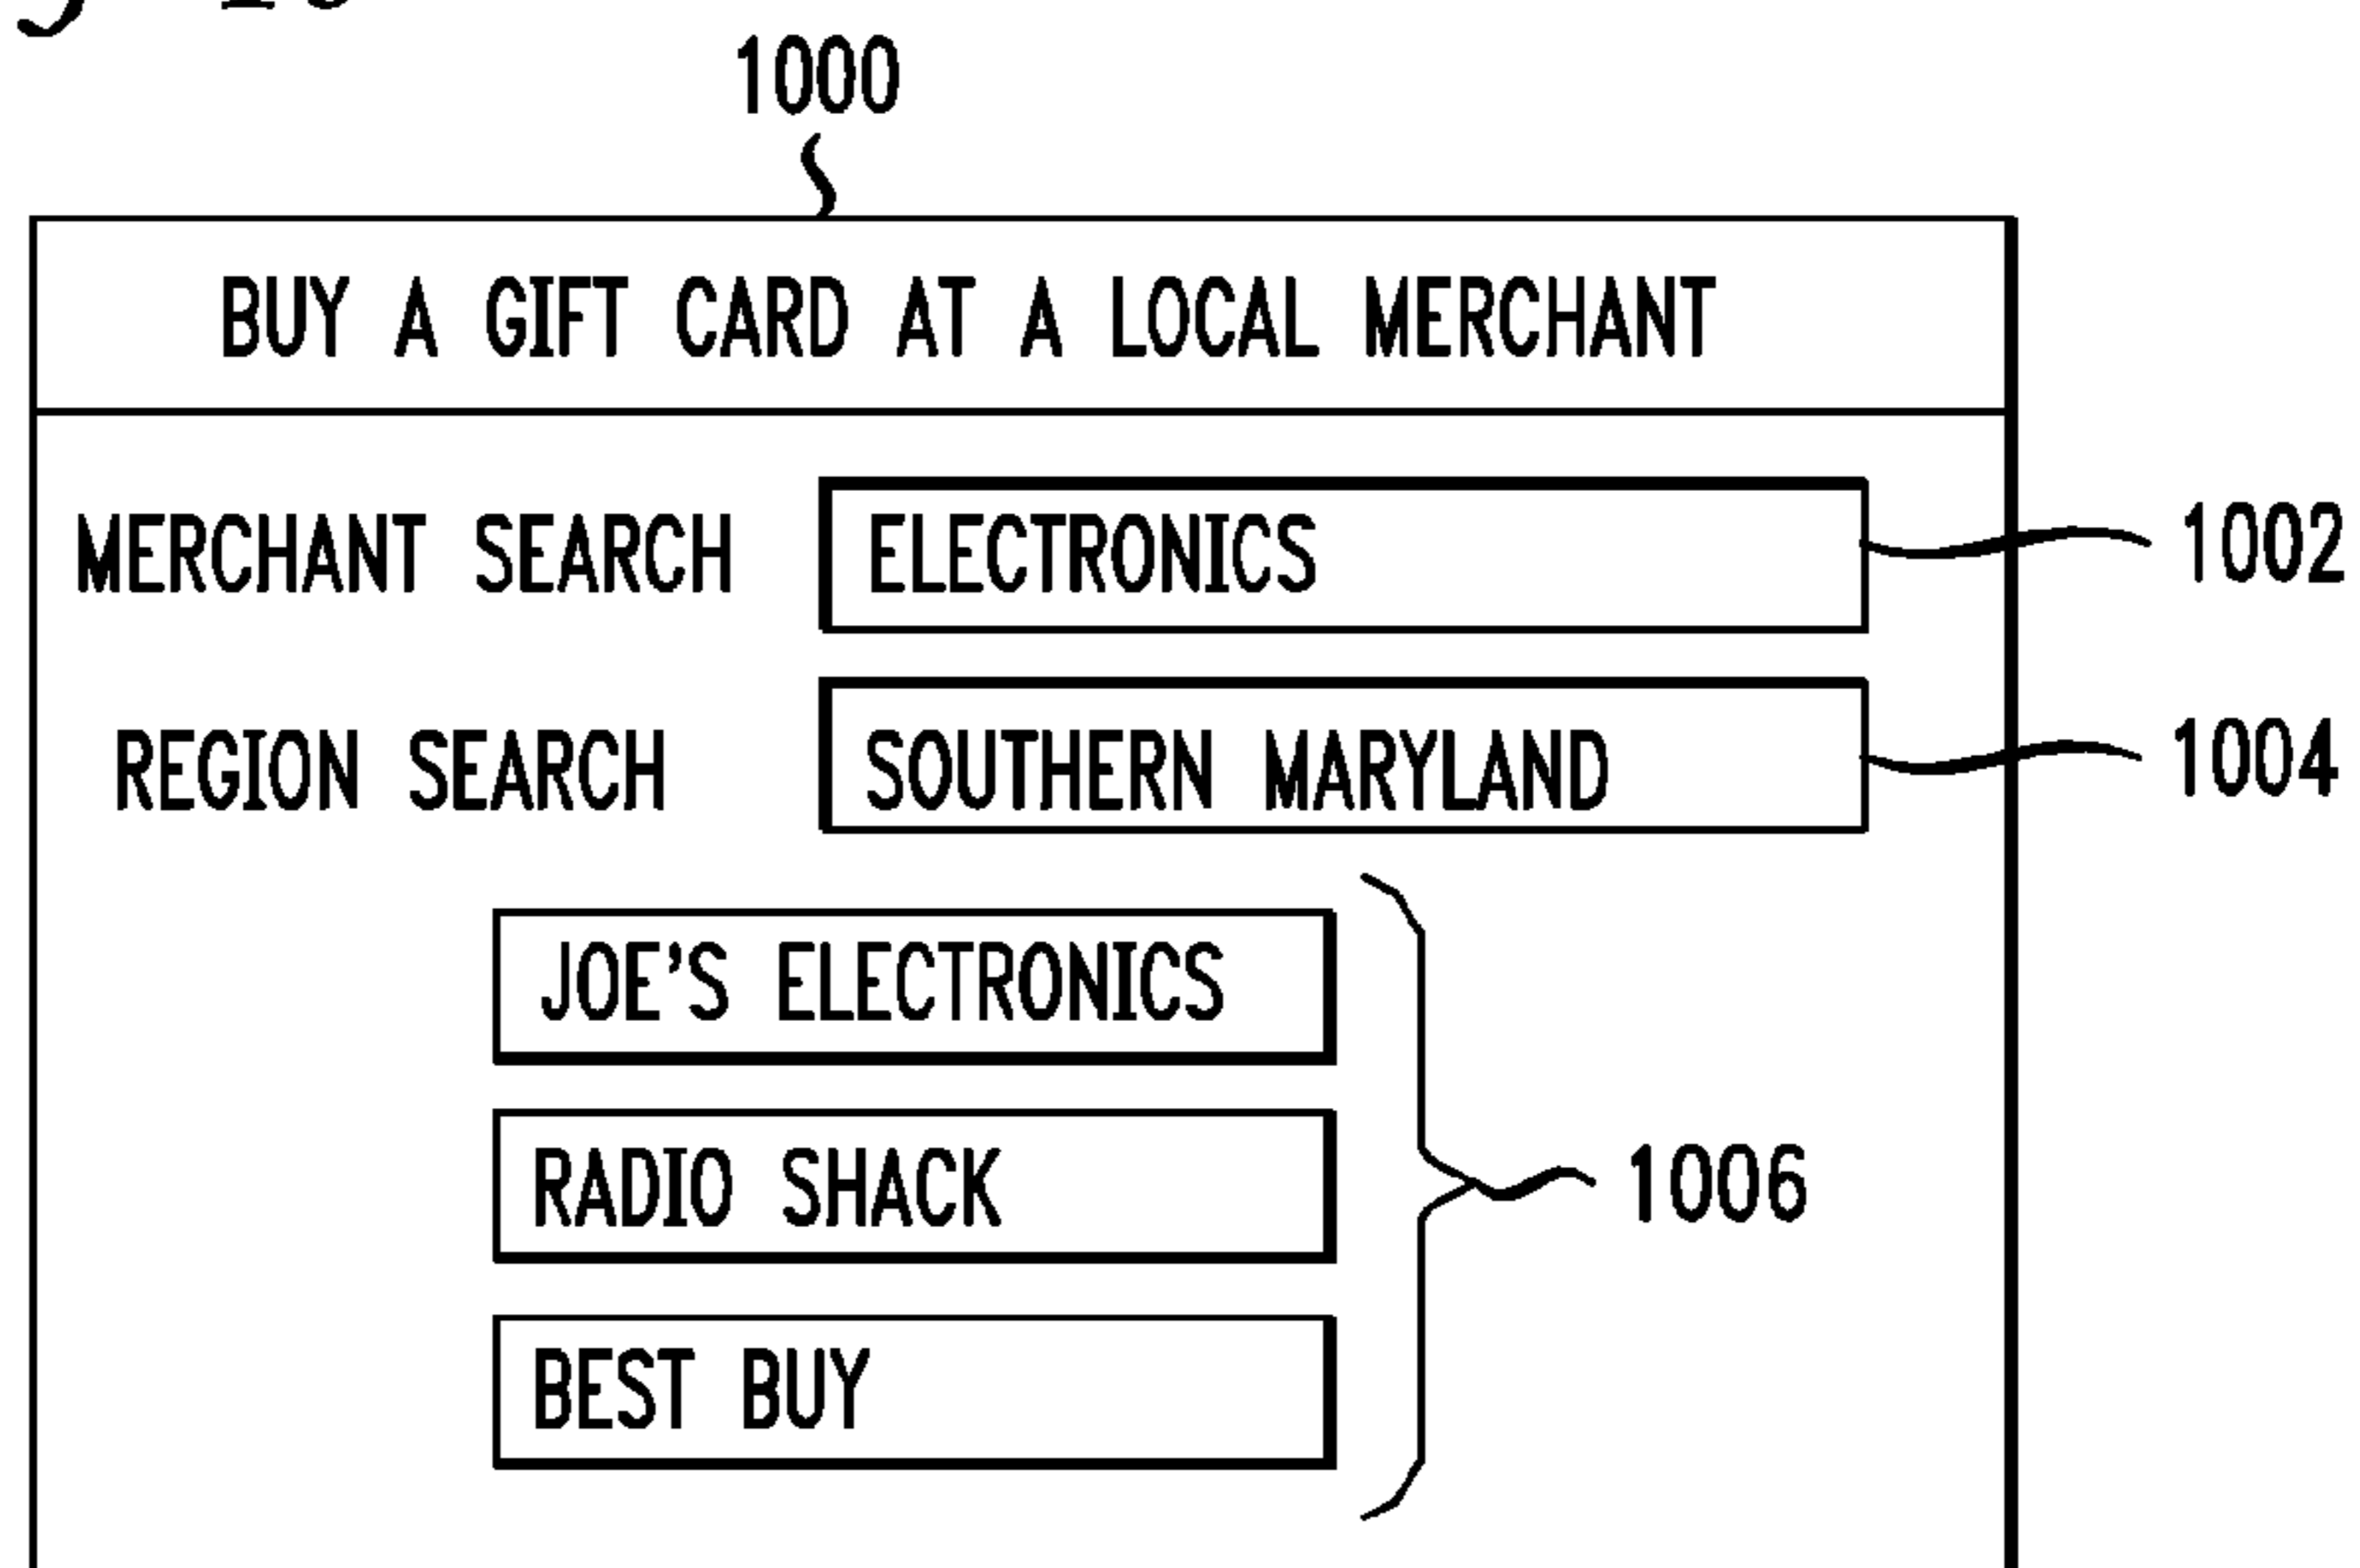 1000
BUY A GIFT CARD AT A LOCAL MERCHANT
MERCHANT SEARCH ELECTRONICS 1002
REGION SEARCH SOUTHERN MARYLAND 1004
JOE'S ELECTRONICS
RADIO SHACK 1006
BEST BUY